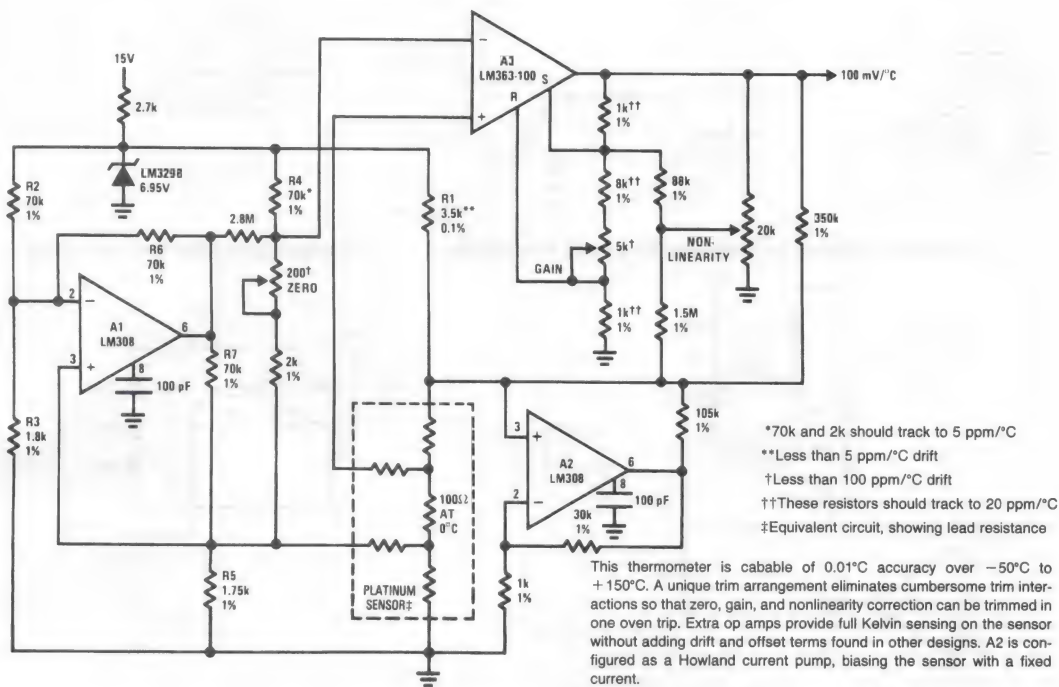 15V
2.7k
LM329B
6.95V
R2
70k
1%
R4
70k*
1%
2.8M
R6
70k
1%
200†
ZERO
2
A1
LM308
3
6
8
100 pF
R7
70k
1%
2k
1%
R3
1.8k
1%
R5
1.75k
1%
R1
3.5k**
0.1%
100Ω
AT
0°C
PLATINUM
SENSOR‡
−
A3
LM363-100
S
R
+
1k††
1%
8k††
1%
5k†
GAIN
1k††
1%
88k
1%
NON-
LINEARITY
1.5M
1%
20k
350k
1%
100 mV/°C
3
A2
LM308
2
6
8
100 pF
30k
1%
105k
1%
1k
1%
*70k and 2k should track to 5 ppm/°C
**Less than 5 ppm/°C drift
†Less than 100 ppm/°C drift
††These resistors should track to 20 ppm/°C
‡Equivalent circuit, showing lead resistance
This thermometer is cabable of 0.01°C accuracy over −50°C to
+150°C. A unique trim arrangement eliminates cumbersome trim inter-
actions so that zero, gain, and nonlinearity correction can be trimmed in
one oven trip. Extra op amps provide full Kelvin sensing on the sensor
without adding drift and offset terms found in other designs. A2 is con-
figured as a Howland current pump, biasing the sensor with a fixed
current.